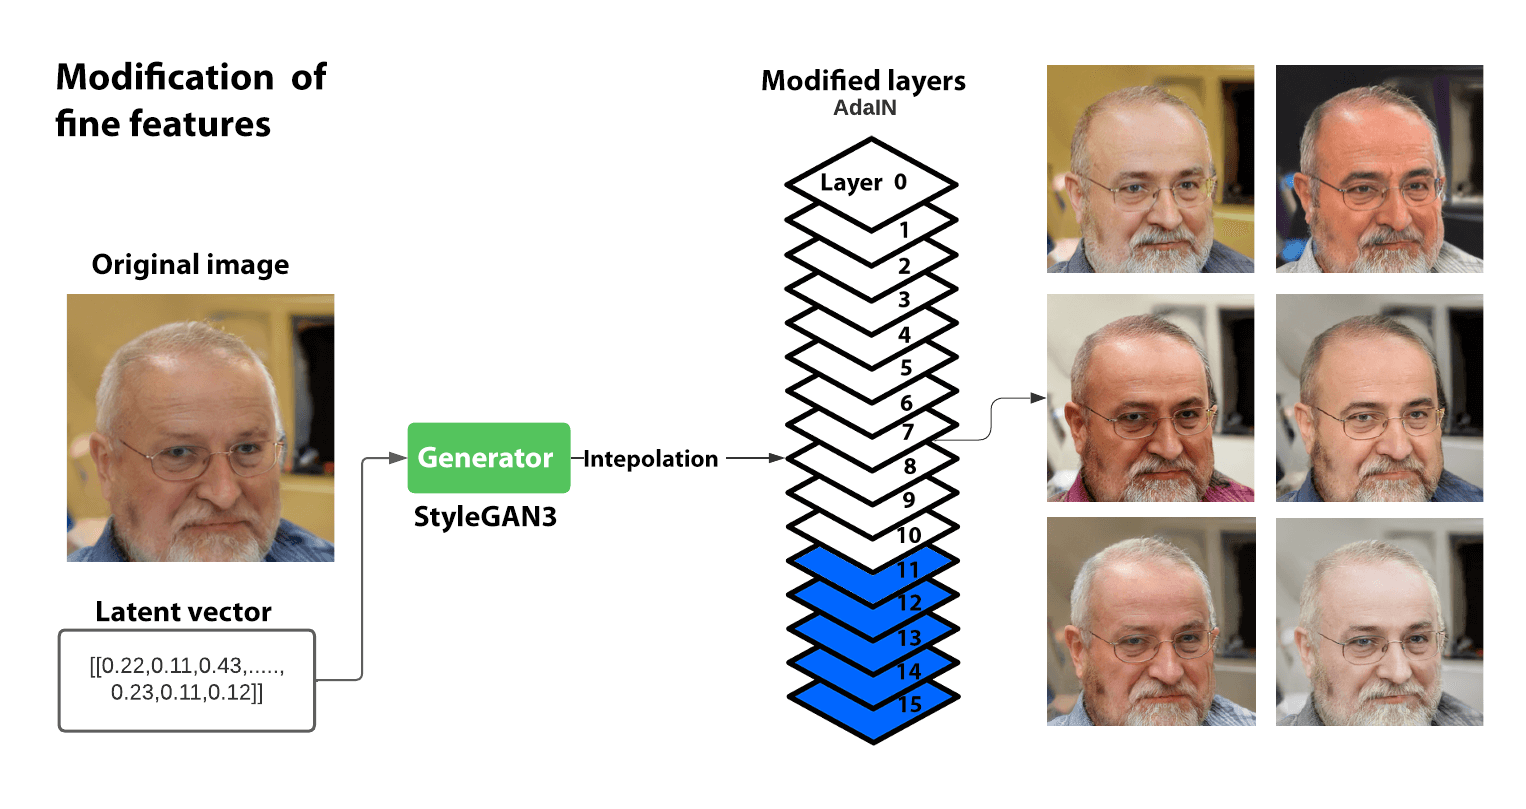 Modification of
fine features
Original image
Latent vector
[[0.22,0.11,0.43,.....,
0.23,0.11,0.12]]
Generator
StyleGAN3
Intepolation
Modified layers
AdaIN
Layer 0
1
2
3
4
5
6
7
8
9
10
11
12
13
14
15